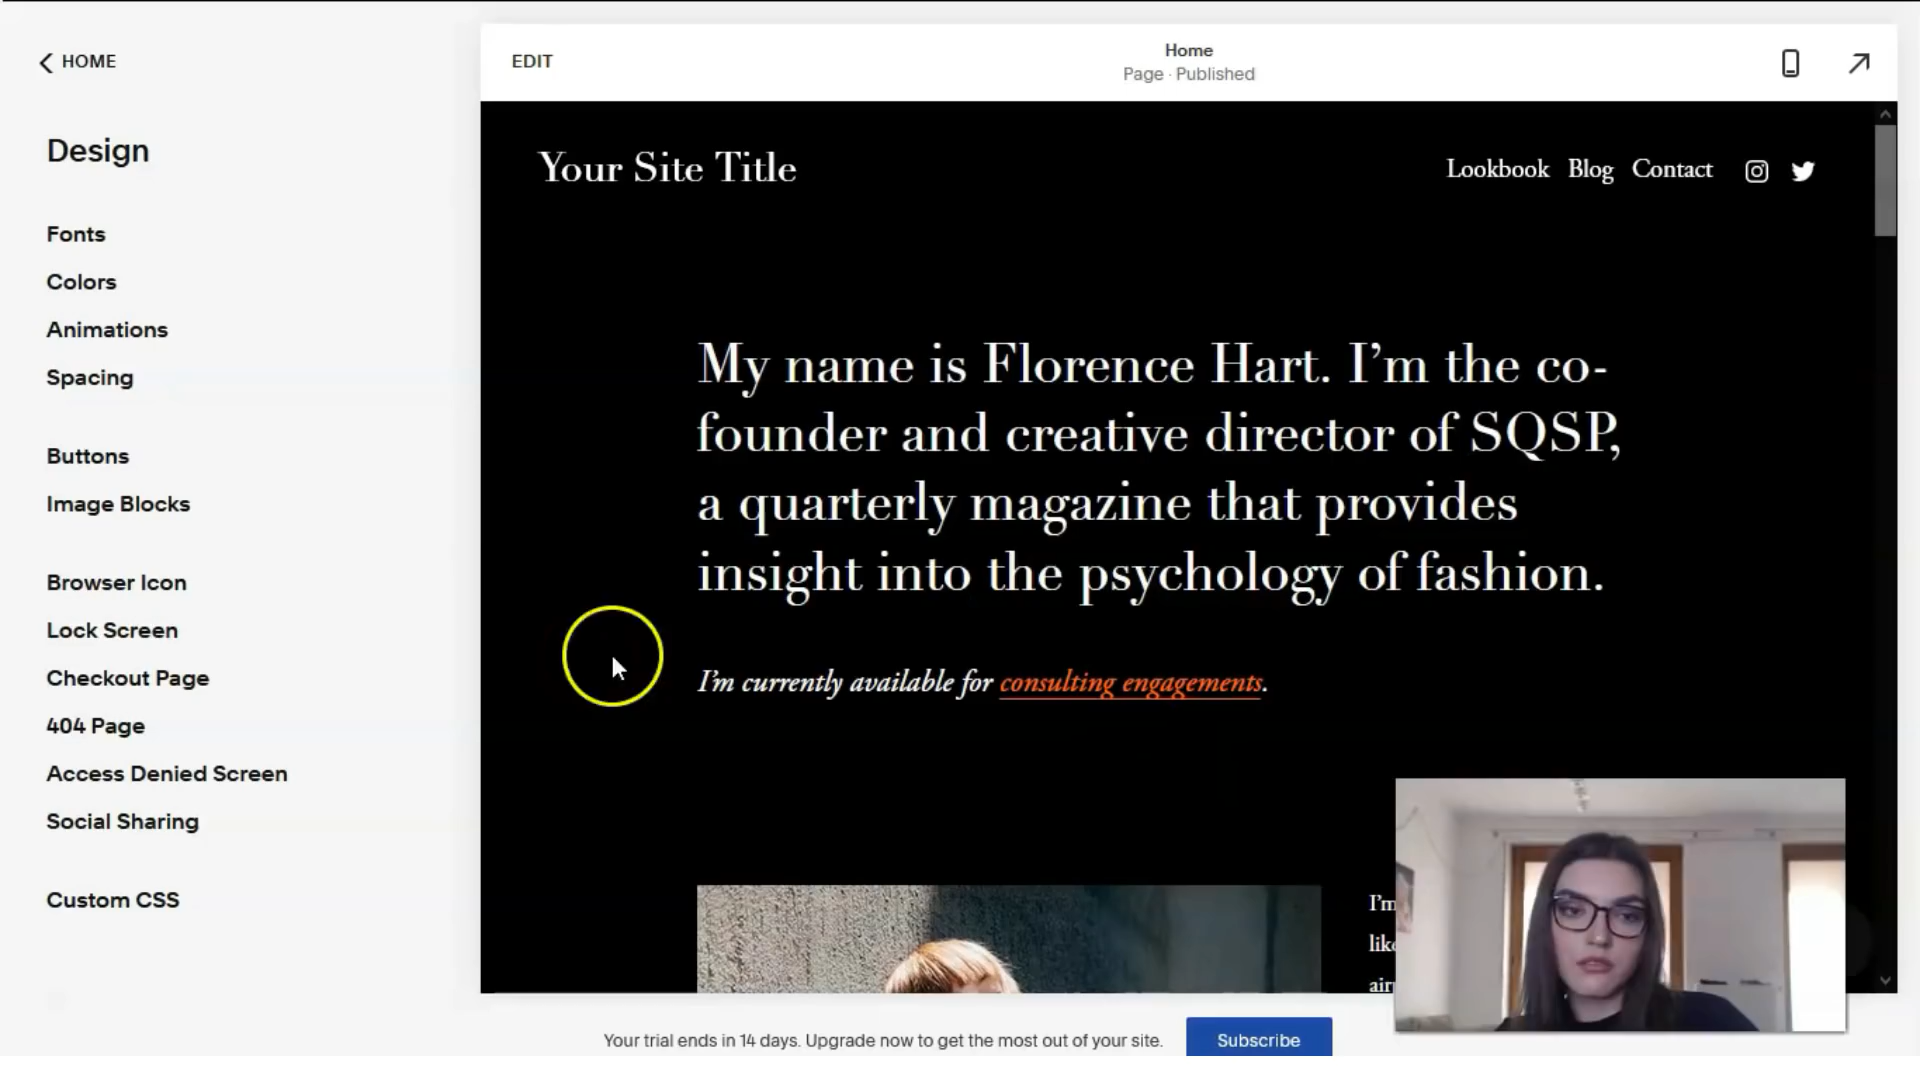 HOME
Design
Fonts
Colors
Animations
Spacing
Buttons
Image Blocks
Browser Icon
Lock Screen
Checkout Page
404 Page
Access Denied Screen
Social Sharing
Custom CSS
EDIT
Home
Page · Published
Your Site Title
Lookbook Blog Contact
My name is Florence Hart. I’m the co-
founder and creative director of SQSP,
a quarterly magazine that provides
insight into the psychology of fashion.
I’m currently available for consulting engagements.
I’m
Your trial ends in 14 days. Upgrade now to get the most out of your site.
Subscribe